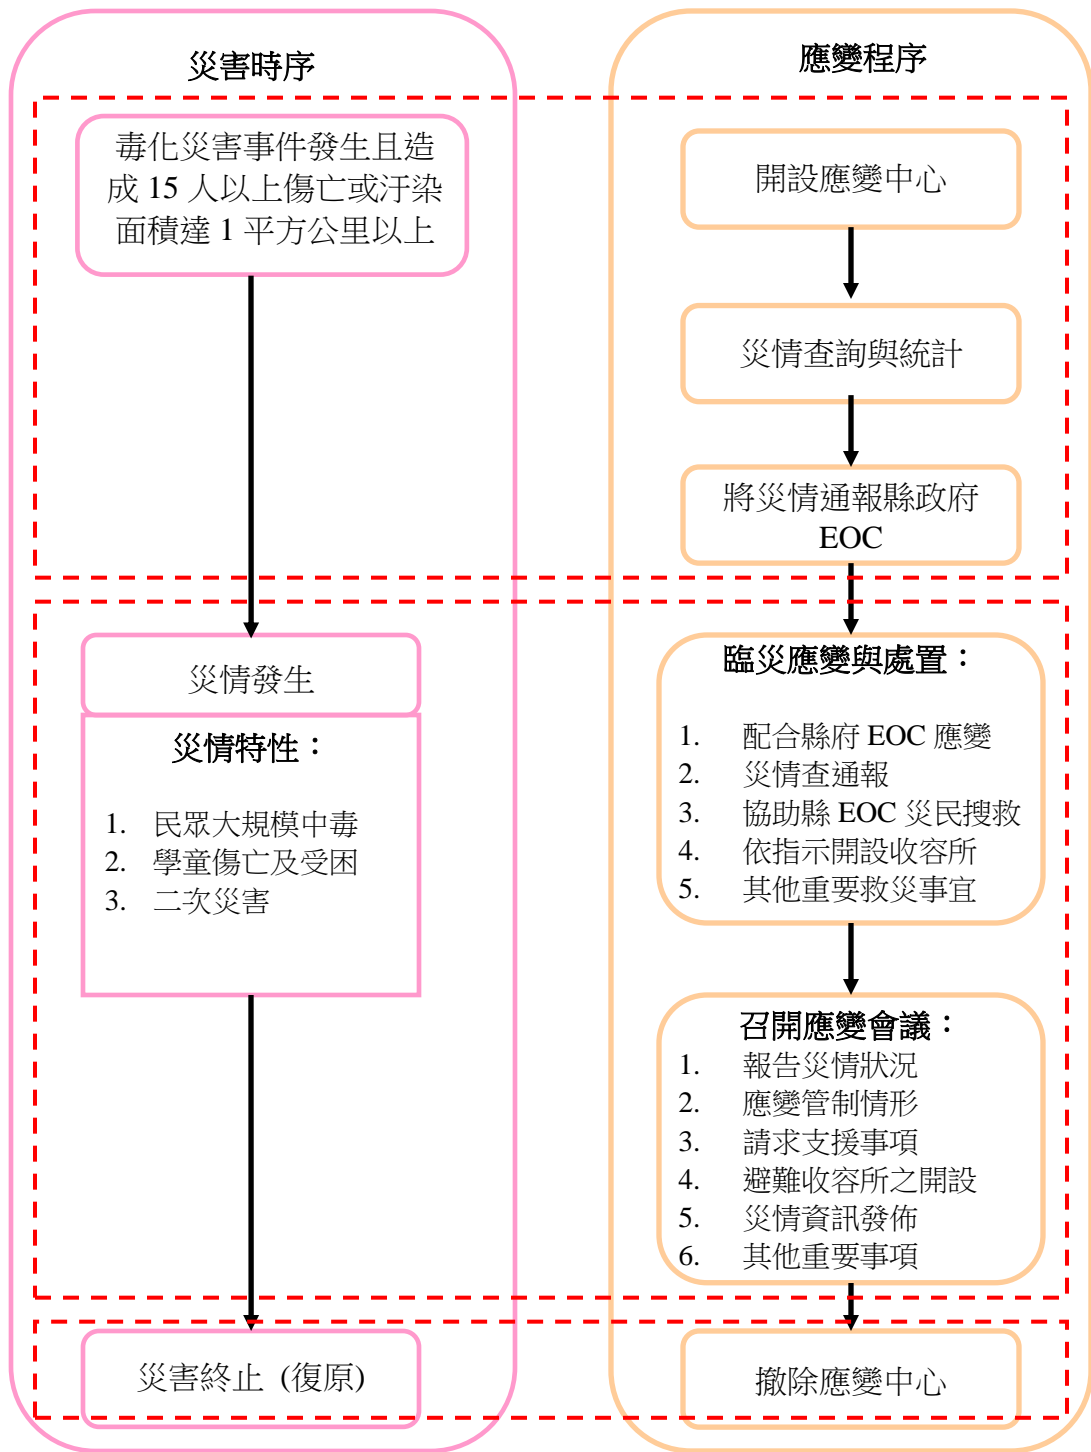 災害時序
毒化災害事件發生且造
成 15 人以上傷亡或汙染
面積達 1 平方公里以上
災情發生
災情特性：
1. 民眾大規模中毒
2. 學童傷亡及受困
3. 二次災害
災害終止 (復原)
應變程序
開設應變中心
災情查詢與統計
將災情通報縣政府
EOC
臨災應變與處置：
1. 配合縣府 EOC 應變
2. 災情查通報
3. 協助縣 EOC 災民搜救
4. 依指示開設收容所
5. 其他重要救災事宜
召開應變會議：
1. 報告災情狀況
2. 應變管制情形
3. 請求支援事項
4. 避難收容所之開設
5. 災情資訊發佈
6. 其他重要事項
撤除應變中心